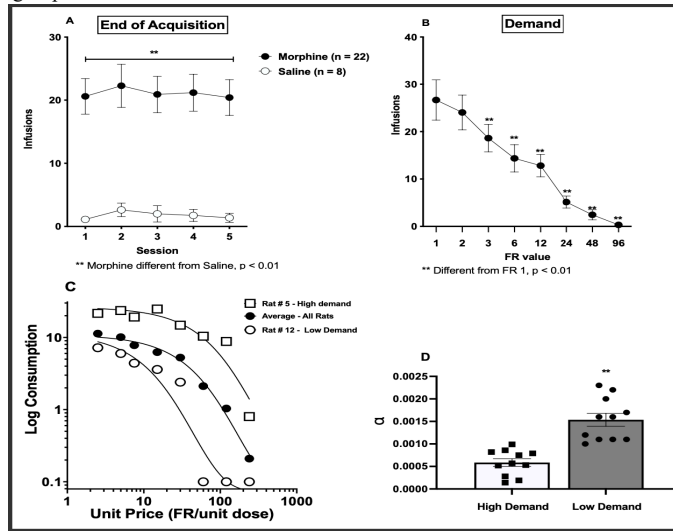 A
End of Acquisition
30
20
10
0
Infusions
**
1 2 3 4 5
Session
Morphine (n = 22)
Saline (n = 8)
** Morphine different from Saline, p < 0.01
B
Demand
40
30
20
10
0
Infusions
**
**
**
**
**
**
1 2 3 6 12 24 48 96
FR value
** Different from FR 1, p < 0.01
C
Rat # 5 - High demand
Average - All Rats
Rat # 12 - Low Demand
10
1
0.1
Log Consumption
1 10 100 1000
Unit Price (FR/unit dose)
D
**
0.0025
0.0020
0.0015
0.0010
0.0005
0.0000
α
High Demand Low Demand